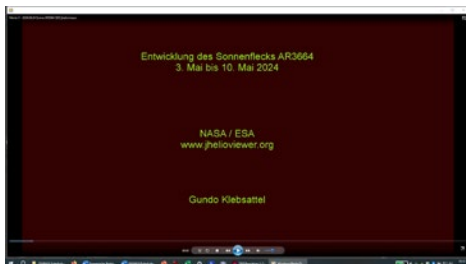 Entwicklung des Sonnenflecks AR3664
3. Mai bis 10. Mai 2024
NASA / ESA
www.jhelioviewer.org
Gundo Klebsattel